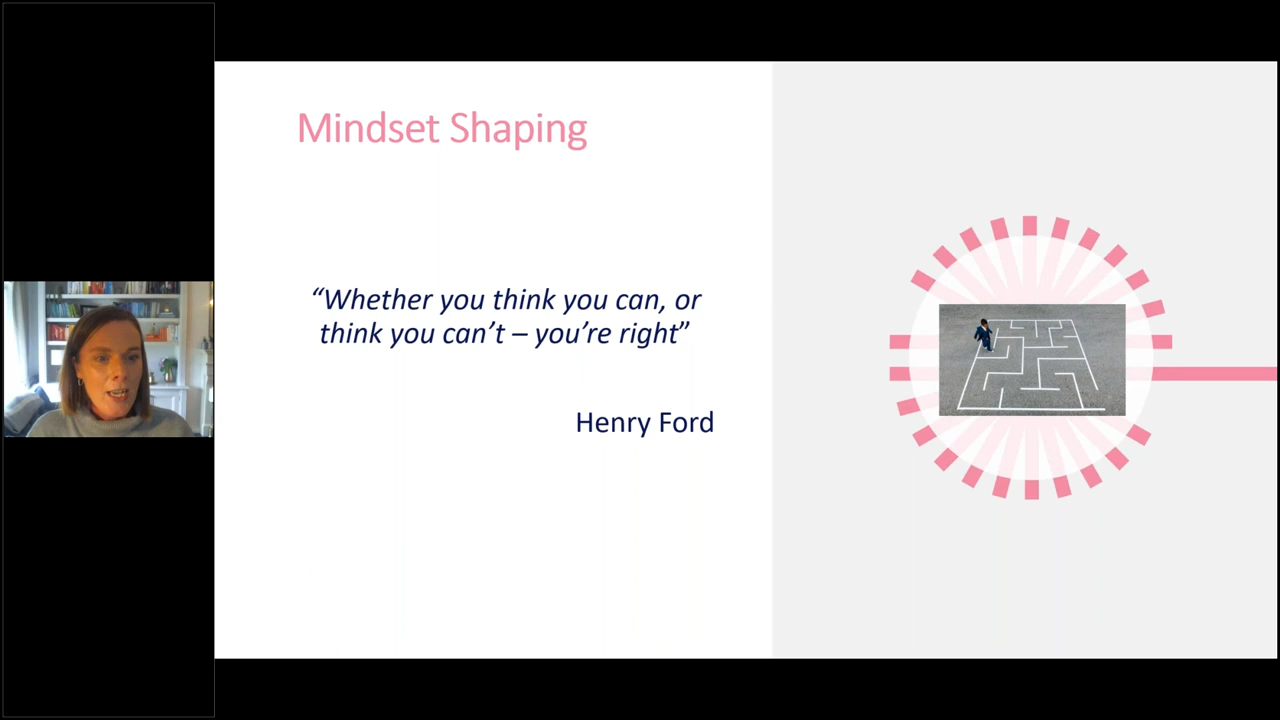 Mindset Shaping
“Whether you think you can, or
think you can’t – you’re right”
Henry Ford